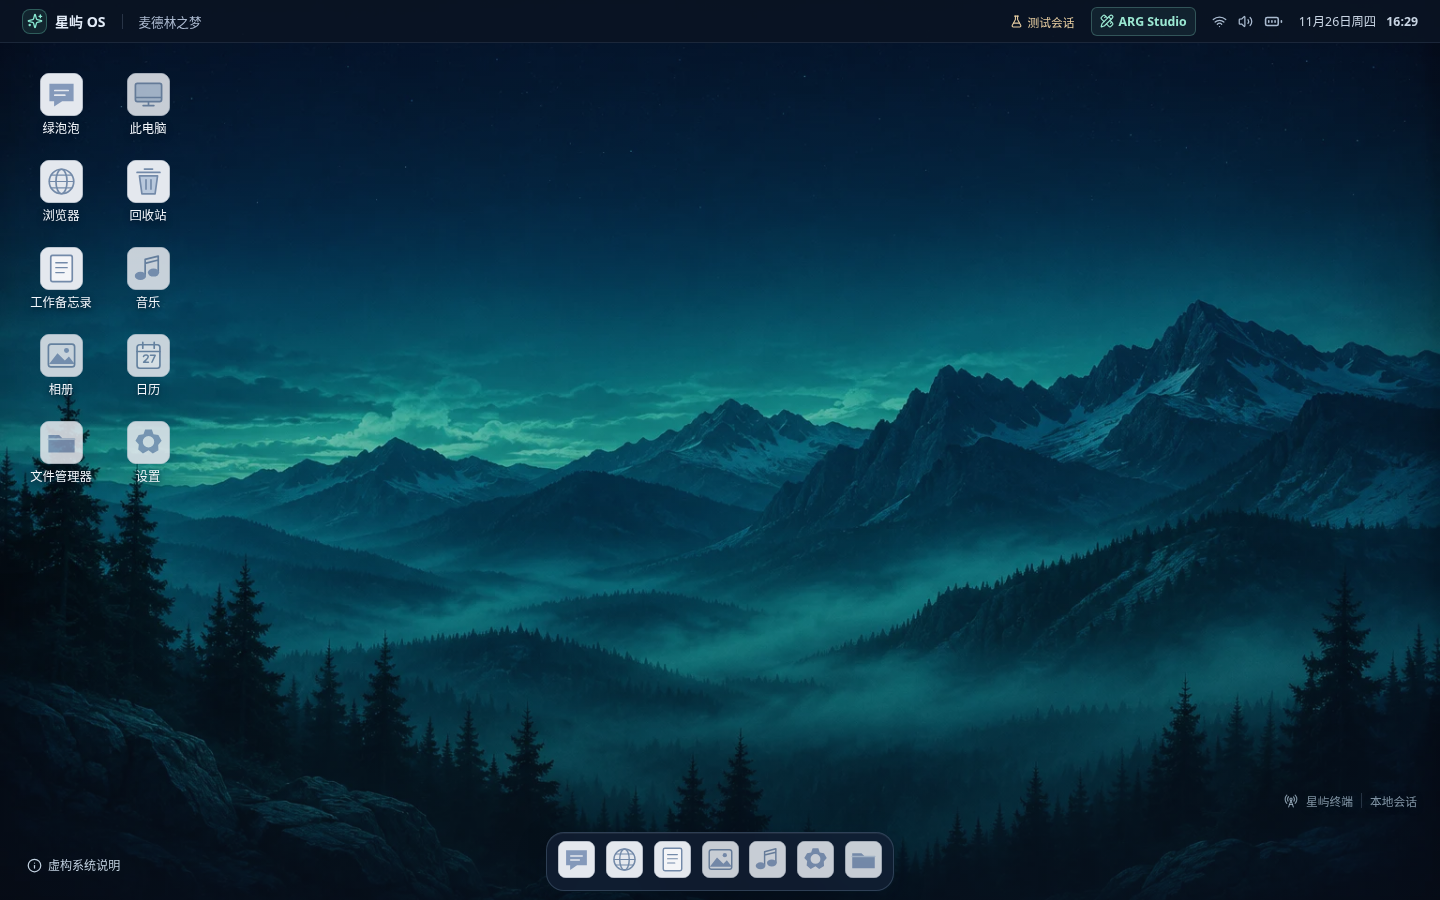 星屿 OS
麦德林之梦
测试会话
ARG Studio
11月26日周四 16:29
绿泡泡
此电脑
浏览器
回收站
工作备忘录
音乐
相册
27
日历
文件管理器
设置
星屿终端
本地会话
虚构系统说明